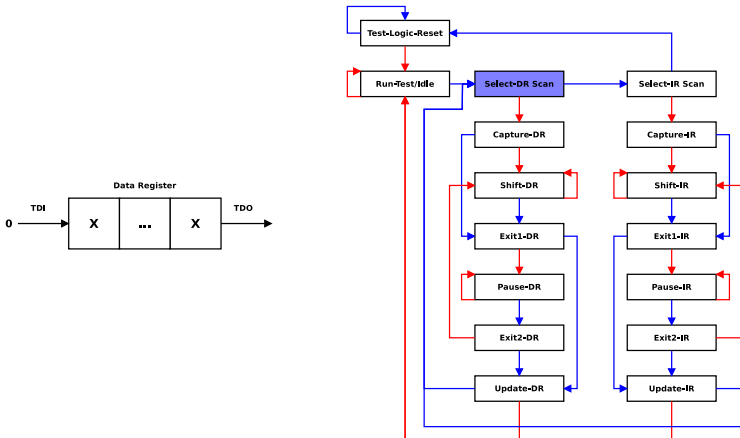 Data Register
TDI
TDO
0
X
...
X
Test-Logic-Reset
Run-Test/Idle
Select-DR Scan
Select-IR Scan
Capture-DR
Capture-IR
Shift-DR
Shift-IR
Exit1-DR
Exit1-IR
Pause-DR
Pause-IR
Exit2-DR
Exit2-IR
Update-DR
Update-IR